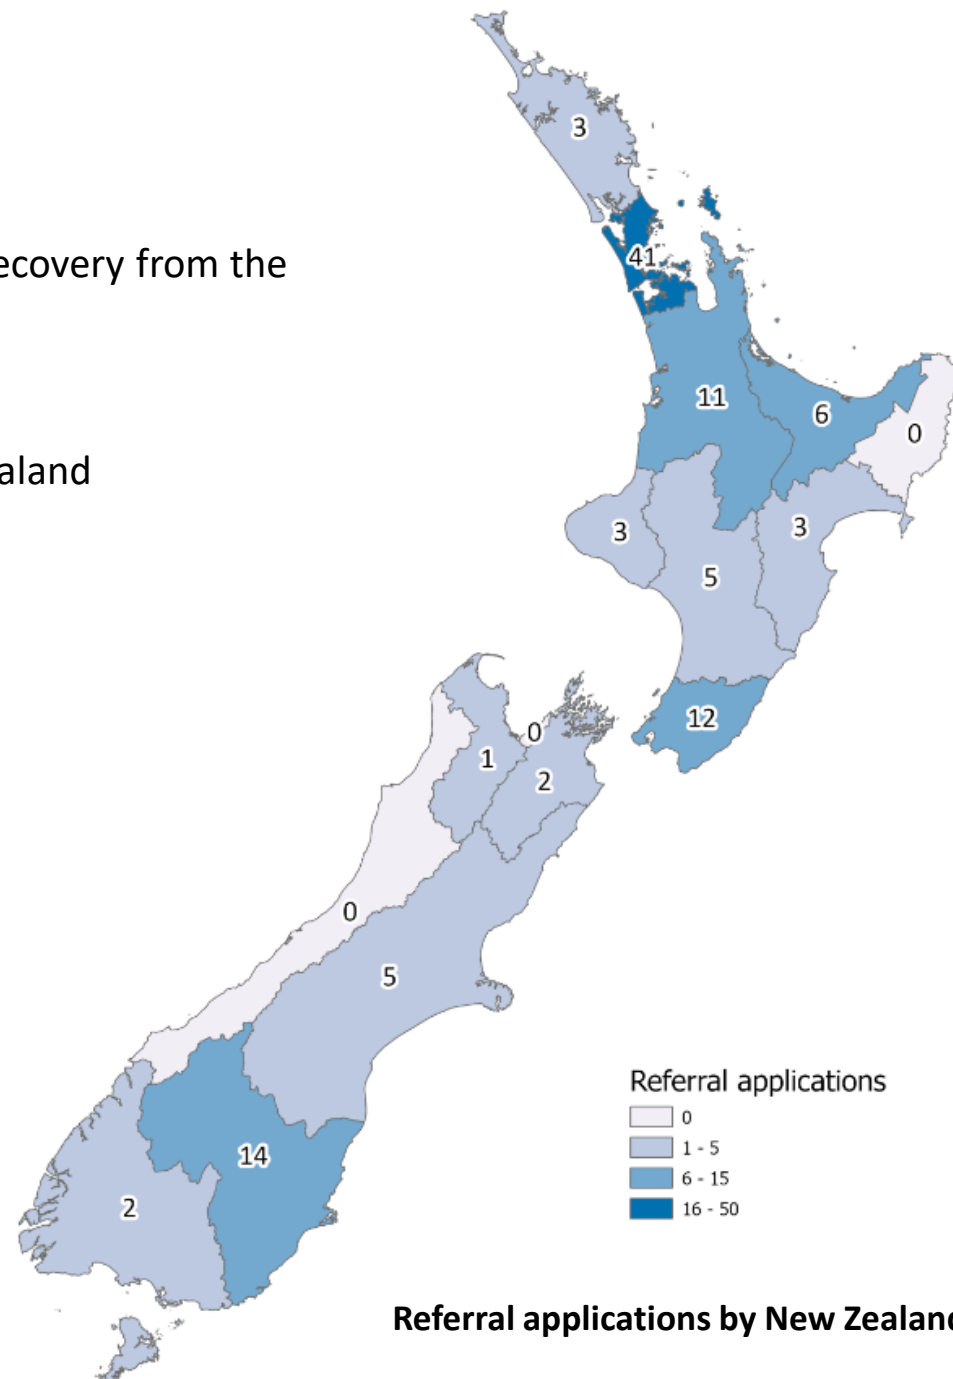 ecovery from the
aland
3
41
11
6
0
3
3
5
12
0
1
2
0
5
14
2
Referral applications
0
1 - 5
6 - 15
16 - 50
Referral applications by New Zealand